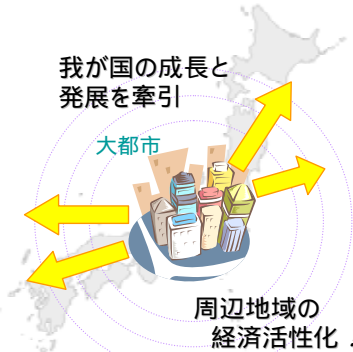 我が国の成長と
発展を牽引
大都市
周辺地域の
経済活性化